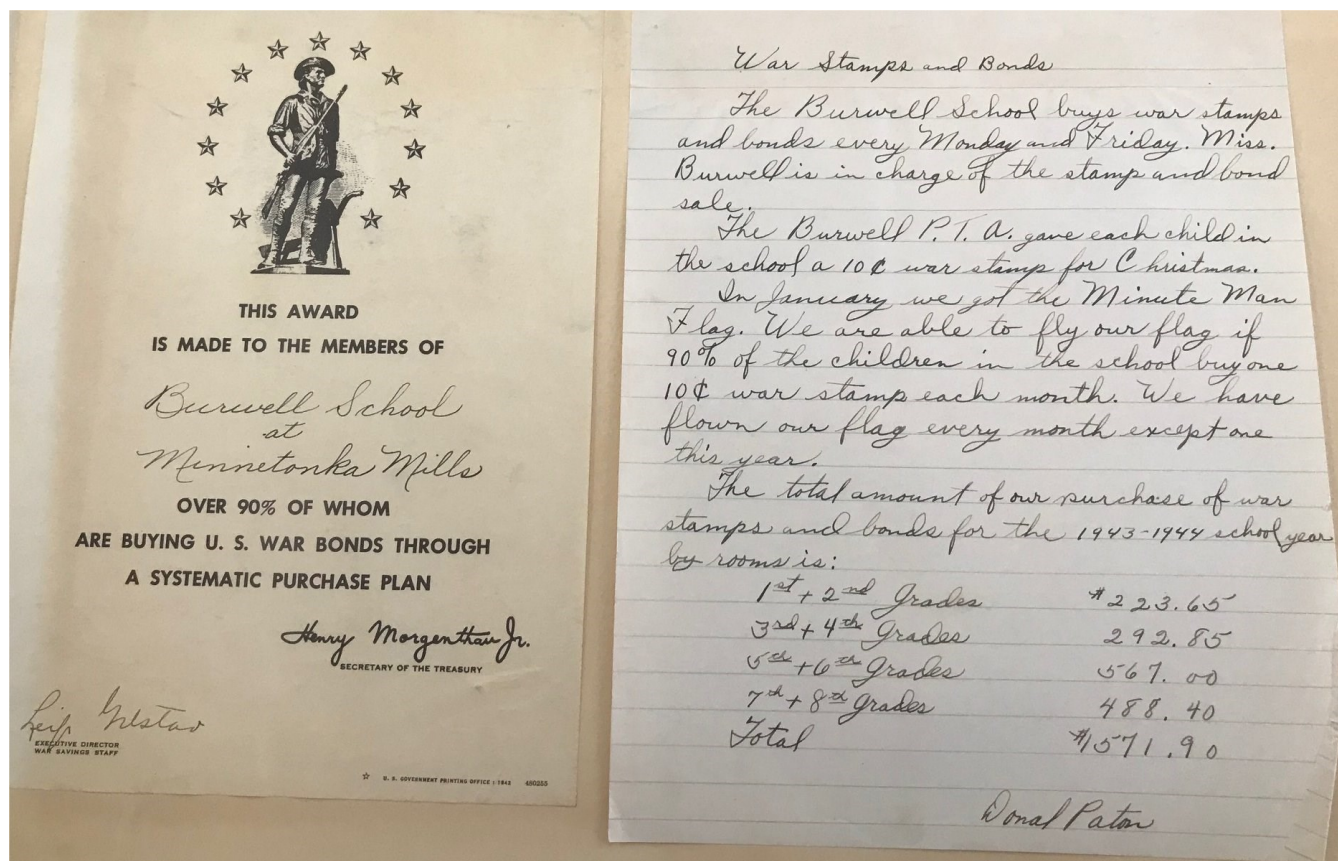 THIS AWARD
IS MADE TO THE MEMBERS OF
Burwell School
at
Minnetonka Mills
OVER 90% OF WHOM
ARE BUYING U. S. WAR BONDS THROUGH
A SYSTEMATIC PURCHASE PLAN
Henry Morgenthau Jr.
SECRETARY OF THE TREASURY
Leif
EXECUTIVE DIRECTOR
WAR SAVINGS STAFF
U. S. GOVERNMENT PRINTING OFFICE : 1942 480255
War Stamps and Bonds
The Burwell School buys war stamps
and bonds every Monday and Friday. Miss.
Burwell is in charge of the stamp and bond
sale.
The Burwell P. T. A. gave each child in
the school a 10¢ war stamp for Christmas.
In January we got the Minute Man
Flag. We are able to fly our flag if
90% of the children in the school buy one
10¢ war stamp each month. We have
flown our flag every month except one
this year.
The total amount of our purchase of war
stamps and bonds for the 1943-1944 school year
by rooms is:
1st + 2nd Grades $223.65
3rd + 4th Grades 292.85
5th + 6th Grades 567.00
7th + 8th Grades 488.40
Total $1571.90
Donal Paton